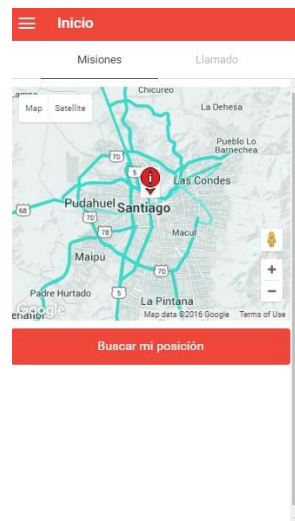 Inicio
Misiones
Llamado
Chicureo
Map
Satellite
La Dehesa
Pueblo Lo
Barnechea
70
5
i
Las Condes
68
Pudahuel
Santiago
70
78
Macul
Maipú
70
+
Padre Hurtado
5
-
La Pintana
Google
Map data ©2016 Google
Terms of Use
Buscar mi posición